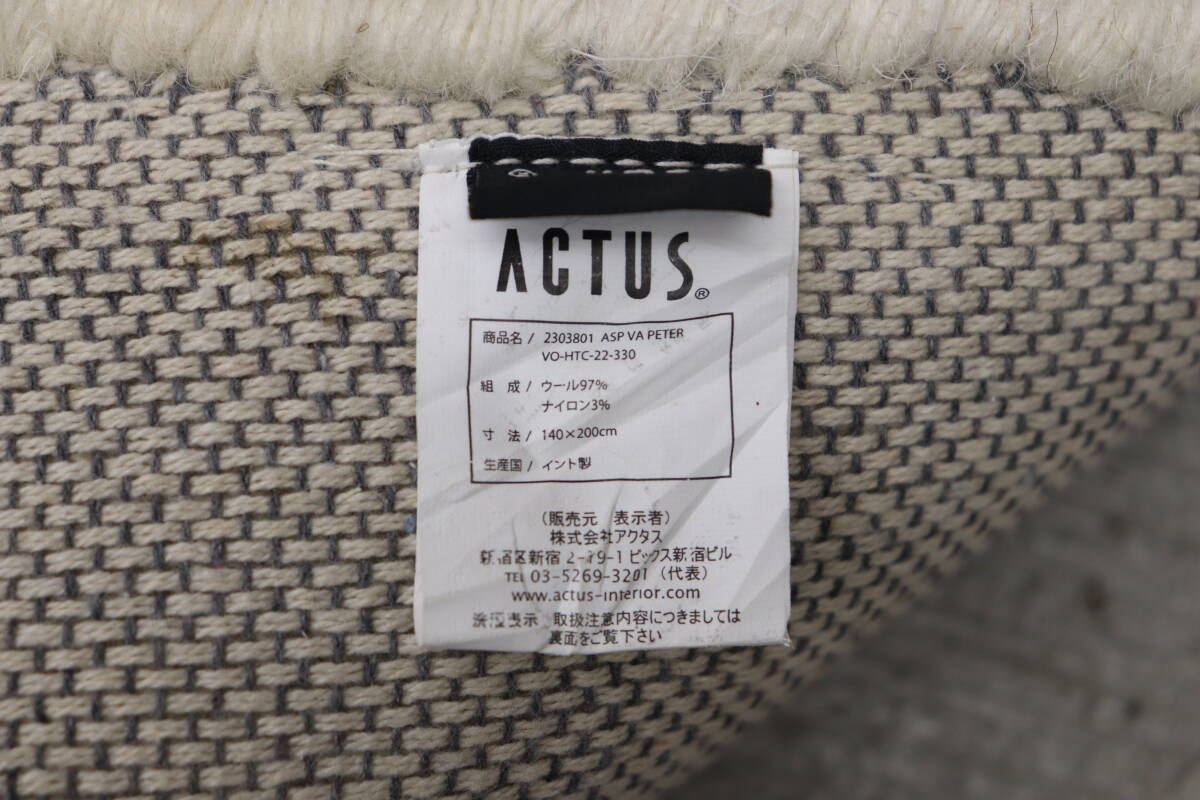 ACTUS®
商品名 / 2303801 ASP VA PETER
VO-HTC-22-330
組 成 / ウール97%
ナイロン3%
寸 法 / 140×200cm
生産国 / イント製
(販売元 表示者)
株式会社アクタス
新宿区新宿 2-19-1 ビックス新宿ビル
TEL 03-5269-3201 (代表)
www.actus-interior.com
洗濯表示 取扱注意内容につきましては
裏面をご覧下さい